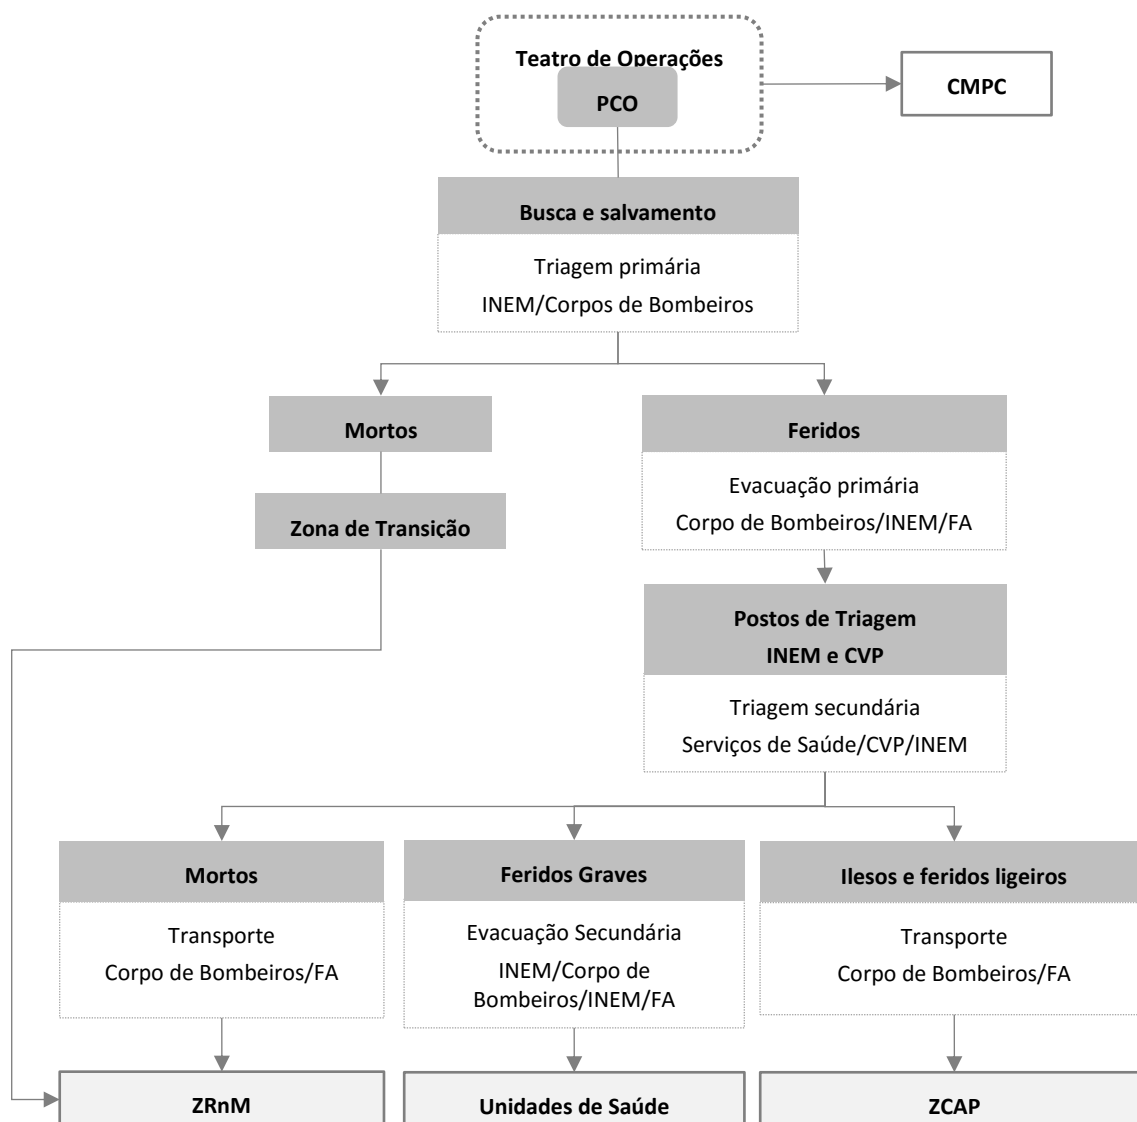 Teatro de Operações
PCO
CMPC
Busca e salvamento
Triagem primária
INEM/Corpos de Bombeiros
Mortos
Feridos
Evacuação primária
Corpo de Bombeiros/INEM/FA
Zona de Transição
Postos de Triagem
INEM e CVP
Triagem secundária
Serviços de Saúde/CVP/INEM
Mortos
Transporte
Corpo de Bombeiros/FA
Feridos Graves
Evacuação Secundária
INEM/Corpo de
Bombeiros/INEM/FA
Ilesos e feridos ligeiros
Transporte
Corpo de Bombeiros/FA
ZRnM
Unidades de Saúde
ZCAP